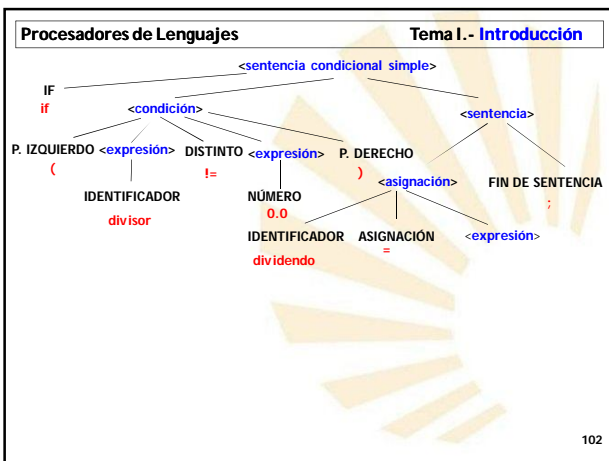 Procesadores de Lenguajes Tema I.- Introducción
<sentencia condicional simple>
IF
if
<condición> <sentencia>
P. IZQUIERDO <expresión> DISTINTO <expresión> P. DERECHO
( != )
<asignación> FIN DE SENTENCIA
;
IDENTIFICADOR NÚMERO
divisor 0.0
IDENTIFICADOR ASIGNACIÓN <expresión>
dividendo =
102